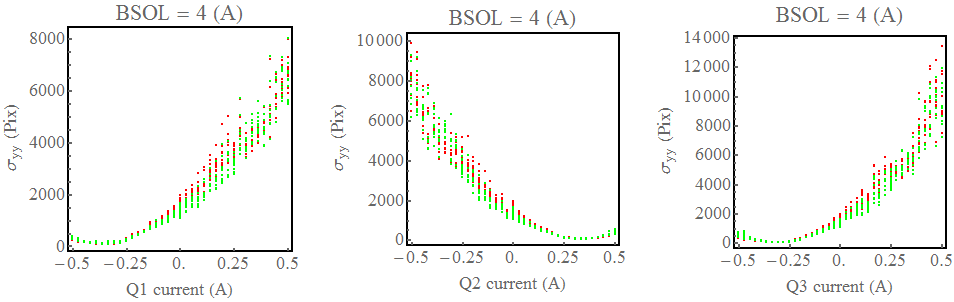 BSOL = 4 (A)
8000
6000
4000
2000
0
σyy (Pix)
−0.5 −0.25 0. 0.25 0.5
Q1 current (A)
BSOL = 4 (A)
10 000
8000
6000
4000
2000
0
σyy (Pix)
−0.5 −0.25 0. 0.25 0.5
Q2 current (A)
BSOL = 4 (A)
14 000
12 000
10 000
8000
6000
4000
2000
0
σyy (Pix)
−0.5 −0.25 0. 0.25 0.5
Q3 current (A)